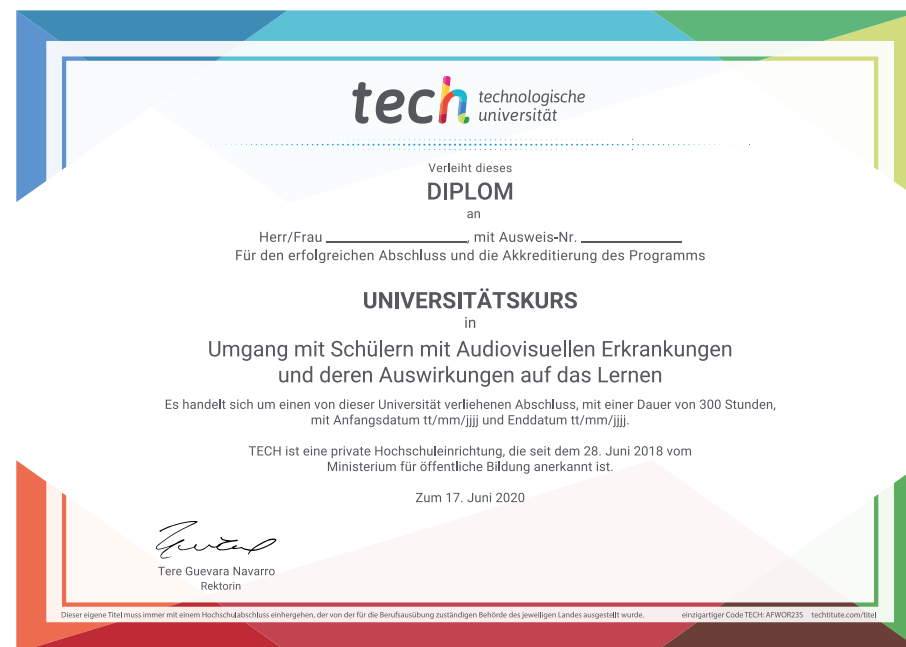 tech technologische
universität
Verleiht dieses
DIPLOM
an
Herr/Frau ____________________, mit Ausweis-Nr. ______________
Für den erfolgreichen Abschluss und die Akkreditierung des Programms
UNIVERSITÄTSKURS
in
Umgang mit Schülern mit Audiovisuellen Erkrankungen
und deren Auswirkungen auf das Lernen
Es handelt sich um einen von dieser Universität verliehenen Abschluss, mit einer Dauer von 300 Stunden,
mit Anfangsdatum tt/mm/jjjj und Enddatum tt/mm/jjjj.
TECH ist eine private Hochschuleinrichtung, die seit dem 28. Juni 2018 vom
Ministerium für öffentliche Bildung anerkannt ist.
Zum 17. Juni 2020
Tere Guevara Navarro
Rektorin
Dieser eigene Titel muss immer mit einem Hochschulabschluss einhergehen, der von der für die Berufsausübung zuständigen Behörde des jeweiligen Landes ausgestellt wurde. einzigartiger Code TECH: AFWOR235 techtitute.com/titel